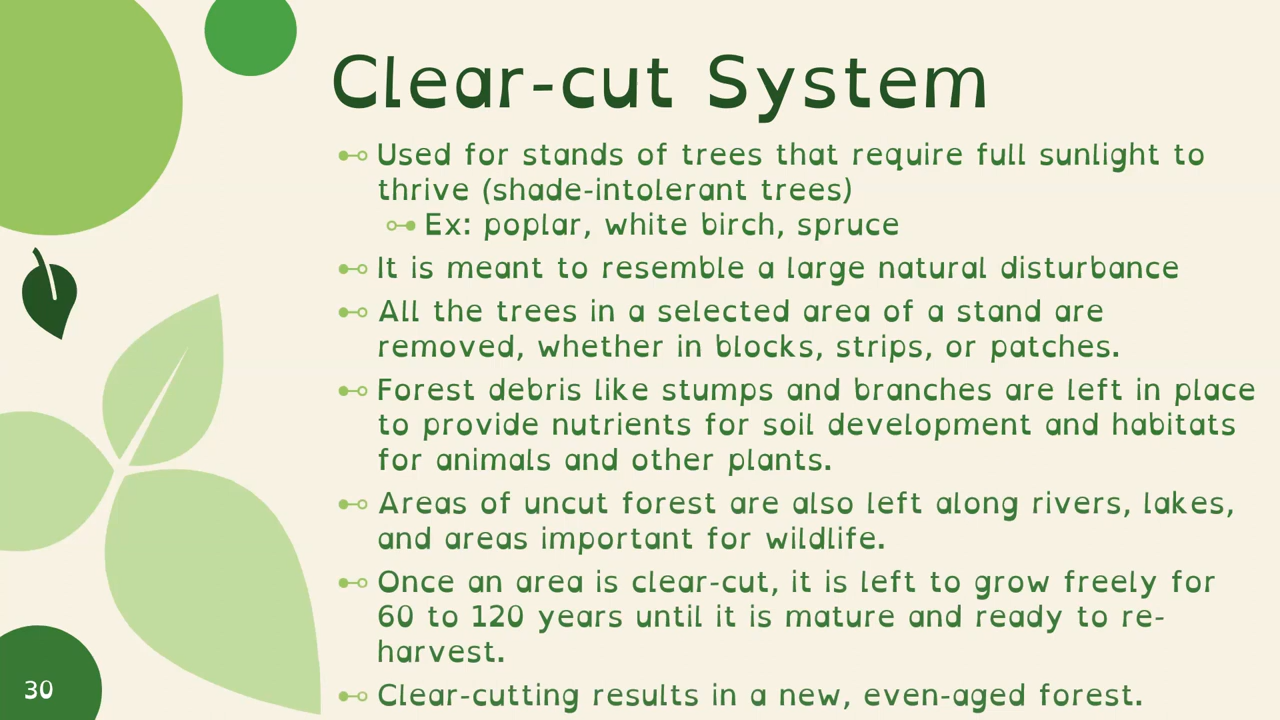 Clear-cut System
Used for stands of trees that require full sunlight to
thrive (shade-intolerant trees)
Ex: poplar, white birch, spruce
It is meant to resemble a large natural disturbance
All the trees in a selected area of a stand are
removed, whether in blocks, strips, or patches.
Forest debris like stumps and branches are left in place
to provide nutrients for soil development and habitats
for animals and other plants.
Areas of uncut forest are also left along rivers, lakes,
and areas important for wildlife.
Once an area is clear-cut, it is left to grow freely for
60 to 120 years until it is mature and ready to re-
harvest.
Clear-cutting results in a new, even-aged forest.
30